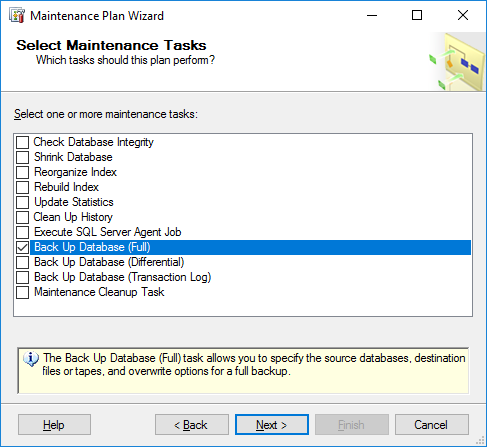 Maintenance Plan Wizard
Select Maintenance Tasks
Which tasks should this plan perform?
Select one or more maintenance tasks:
Check Database Integrity
Shrink Database
Reorganize Index
Rebuild Index
Update Statistics
Clean Up History
Execute SQL Server Agent Job
Back Up Database (Full)
Back Up Database (Differential)
Back Up Database (Transaction Log)
Maintenance Cleanup Task
The Back Up Database (Full) task allows you to specify the source databases, destination
files or tapes, and overwrite options for a full backup.
Help < Back Next > Finish Cancel